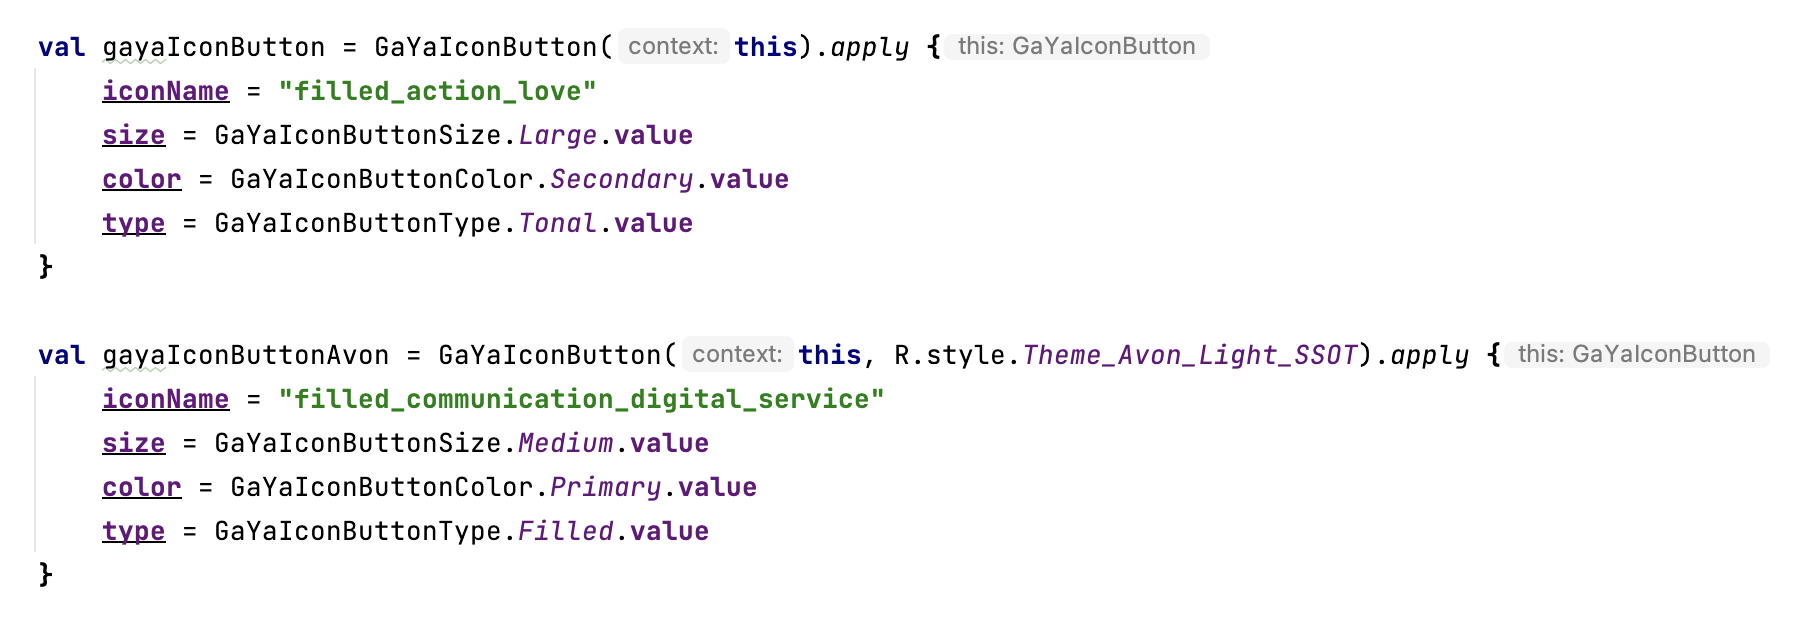 val gayaIconButton = GaYaIconButton( context: this).apply { this: GaYaIconButton
    iconName = "filled_action_love"
    size = GaYaIconButtonSize.Large.value
    color = GaYaIconButtonColor.Secondary.value
    type = GaYaIconButtonType.Tonal.value
}

val gayaIconButtonAvon = GaYaIconButton( context: this, R.style.Theme_Avon_Light_SSOT).apply { this: GaYaIconButton
    iconName = "filled_communication_digital_service"
    size = GaYaIconButtonSize.Medium.value
    color = GaYaIconButtonColor.Primary.value
    type = GaYaIconButtonType.Filled.value
}